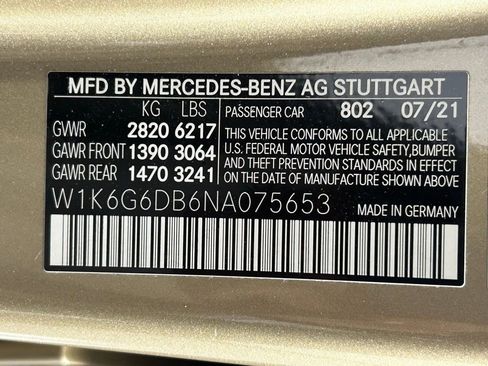 MFD BY MERCEDES-BENZ AG STUTTGART
KG LBS PASSENGER CAR 802 07/21
GVWR 2820 6217 THIS VEHICLE CONFORMS TO ALL APPLICABLE
GAWR FRONT 1390 3064 U.S. FEDERAL MOTOR VEHICLE SAFETY,BUMPER
GAWR REAR 1470 3241 AND THEFT PREVENTION STANDARDS IN EFFECT
ON THE DATE OF MANUFACTURE SHOWN ABOVE.
W1K6G6DB6NA075653 MADE IN GERMANY